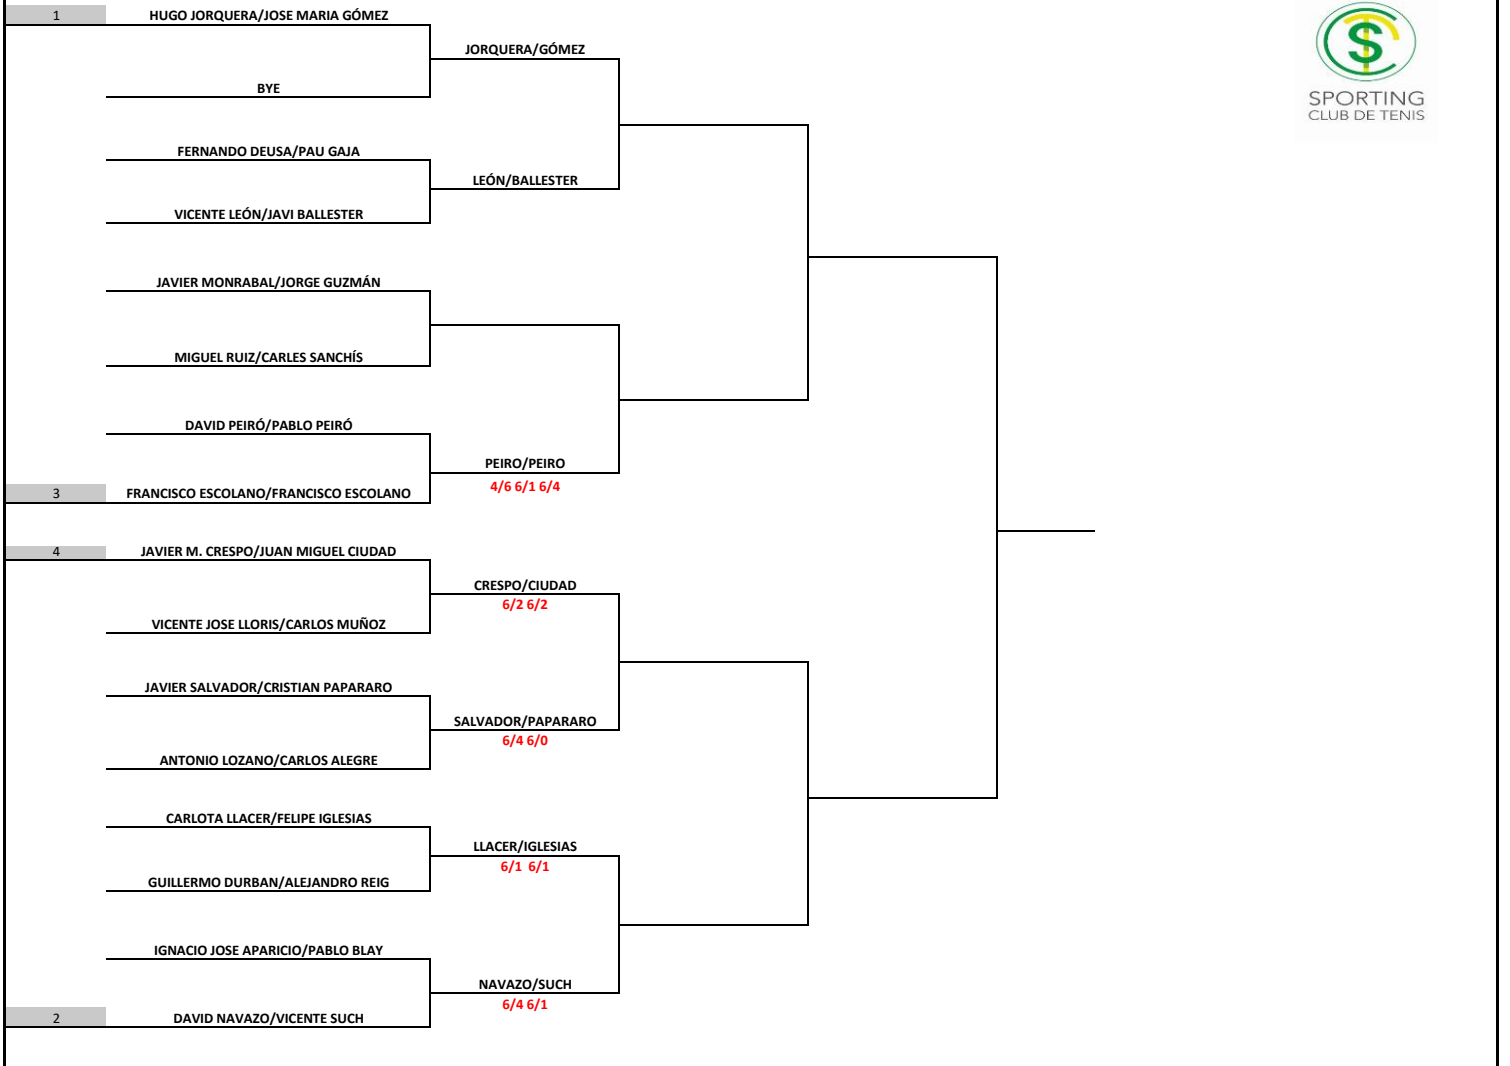 1 HUGO JORQUERA/JOSE MARIA GÓMEZ
JORQUERA/GÓMEZ
BYE
FERNANDO DEUSA/PAU GAJA
LEÓN/BALLESTER
VICENTE LEÓN/JAVI BALLESTER
JAVIER MONRABAL/JORGE GUZMÁN
MIGUEL RUIZ/CARLES SANCHÍS
DAVID PEIRÓ/PABLO PEIRÓ
PEIRO/PEIRO
4/6 6/1 6/4
3 FRANCISCO ESCOLANO/FRANCISCO ESCOLANO
4 JAVIER M. CRESPO/JUAN MIGUEL CIUDAD
CRESPO/CIUDAD
6/2 6/2
VICENTE JOSE LLORIS/CARLOS MUÑOZ
JAVIER SALVADOR/CRISTIAN PAPARARO
SALVADOR/PAPARARO
6/4 6/0
ANTONIO LOZANO/CARLOS ALEGRE
CARLOTA LLACER/FELIPE IGLESIAS
LLACER/IGLESIAS
6/1 6/1
GUILLERMO DURBAN/ALEJANDRO REIG
IGNACIO JOSE APARICIO/PABLO BLAY
NAVAZO/SUCH
6/4 6/1
2 DAVID NAVAZO/VICENTE SUCH
SPORTING
CLUB DE TENIS